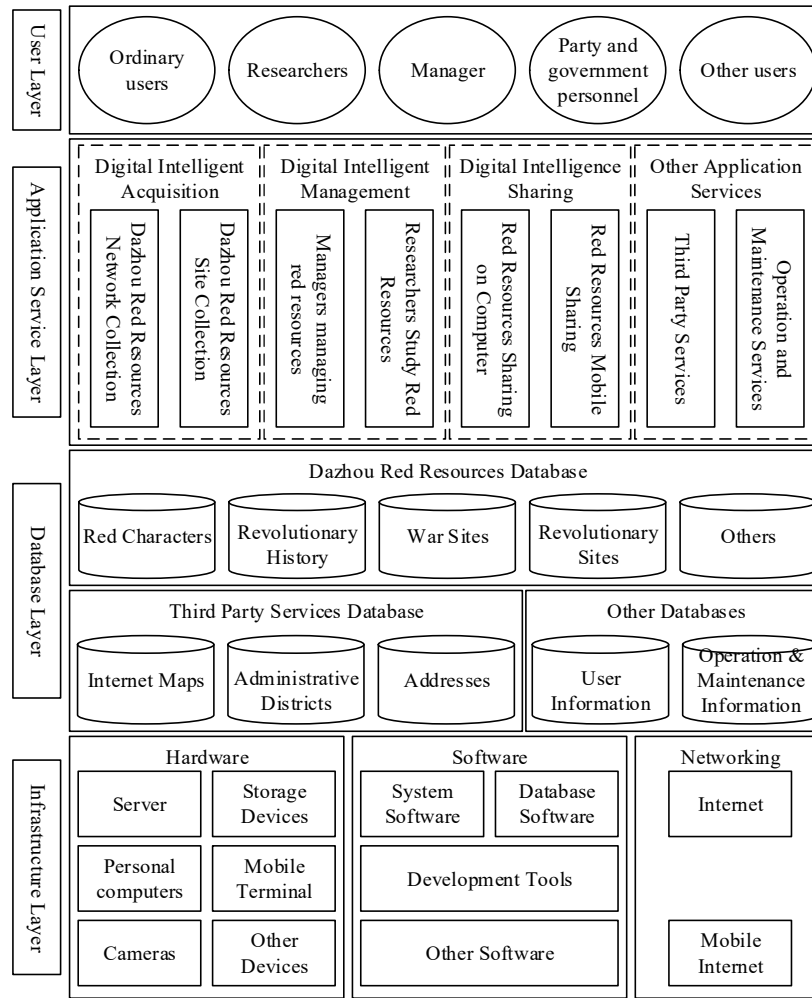 User Layer
Ordinary
users
Researchers
Manager
Party and
government
personnel
Other users
Application Service Layer
Digital Intelligent
Acquisition
Dazhou Red Resources
Network Collection
Dazhou Red Resources
Site Collection
Digital Intelligent
Management
Managers managing
red resources
Researchers Study Red
Resources
Digital Intelligence
Sharing
Red Resources Sharing
on Computer
Red Resources Mobile
Sharing
Other Application
Services
Third Party Services
Operation and
Maintenance Services
Database Layer
Dazhou Red Resources Database
Red Characters
Revolutionary
History
War Sites
Revolutionary
Sites
Others
Third Party Services Database
Internet Maps
Administrative
Districts
Addresses
Other Databases
User
Information
Operation &
Maintenance
Information
Infrastructure Layer
Hardware
Server
Storage
Devices
Personal
computers
Mobile
Terminal
Cameras
Other
Devices
Software
System
Software
Database
Software
Development Tools
Other Software
Networking
Internet
Mobile
Internet